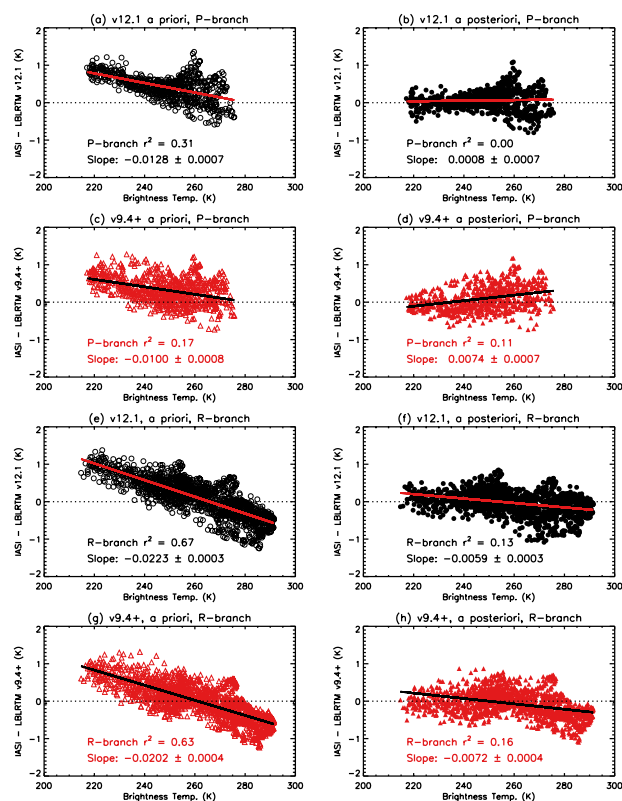 (a) v12.1 a priori, P-branch
IASI - LBLRTM v12.1 (K)
2
1
0
-1
-2
P-branch r² = 0.31
Slope: -0.0128 ± 0.0007
200 220 240 260 280 300
Brightness Temp. (K)
(b) v12.1 a posteriori, P-branch
IASI - LBLRTM v12.1 (K)
2
1
0
-1
-2
P-branch r² = 0.00
Slope: 0.0008 ± 0.0007
200 220 240 260 280 300
Brightness Temp. (K)
(c) v9.4+ a priori, P-branch
IASI - LBLRTM v9.4+ (K)
2
1
0
-1
-2
P-branch r² = 0.17
Slope: -0.0100 ± 0.0008
200 220 240 260 280 300
Brightness Temp. (K)
(d) v9.4+ a posteriori, P-branch
IASI - LBLRTM v9.4+ (K)
2
1
0
-1
-2
P-branch r² = 0.11
Slope: 0.0074 ± 0.0007
200 220 240 260 280 300
Brightness Temp. (K)
(e) v12.1, a priori, R-branch
IASI - LBLRTM v12.1 (K)
2
1
0
-1
-2
R-branch r² = 0.67
Slope: -0.0223 ± 0.0003
200 220 240 260 280 300
Brightness Temp. (K)
(f) v12.1, a posteriori, R-branch
IASI - LBLRTM v12.1 (K)
2
1
0
-1
-2
R-branch r² = 0.13
Slope: -0.0059 ± 0.0003
200 220 240 260 280 300
Brightness Temp. (K)
(g) v9.4+, a priori, R-branch
IASI - LBLRTM v9.4+ (K)
2
1
0
-1
-2
R-branch r² = 0.63
Slope: -0.0202 ± 0.0004
200 220 240 260 280 300
Brightness Temp. (K)
(h) v9.4+, a posteriori, R-branch
IASI - LBLRTM v9.4+ (K)
2
1
0
-1
-2
R-branch r² = 0.16
Slope: -0.0072 ± 0.0004
200 220 240 260 280 300
Brightness Temp. (K)